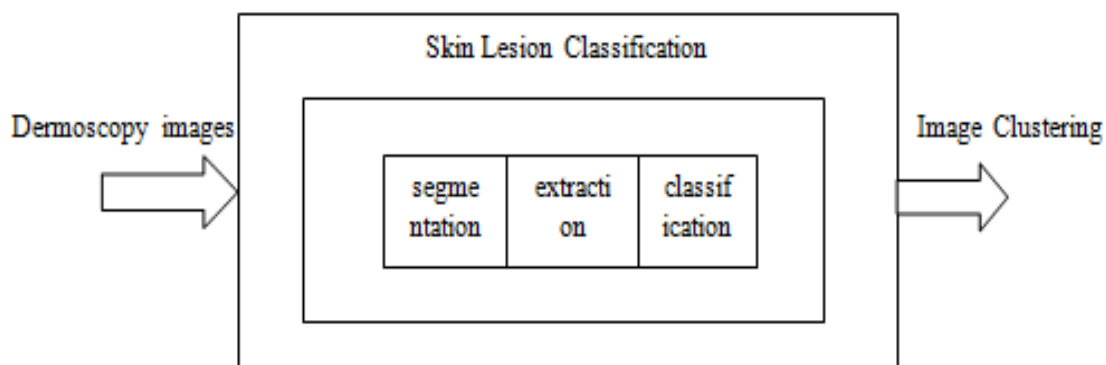 Skin Lesion Classification
Dermoscopy images
Image Clustering
segme
ntation
extracti
on
classif
ication